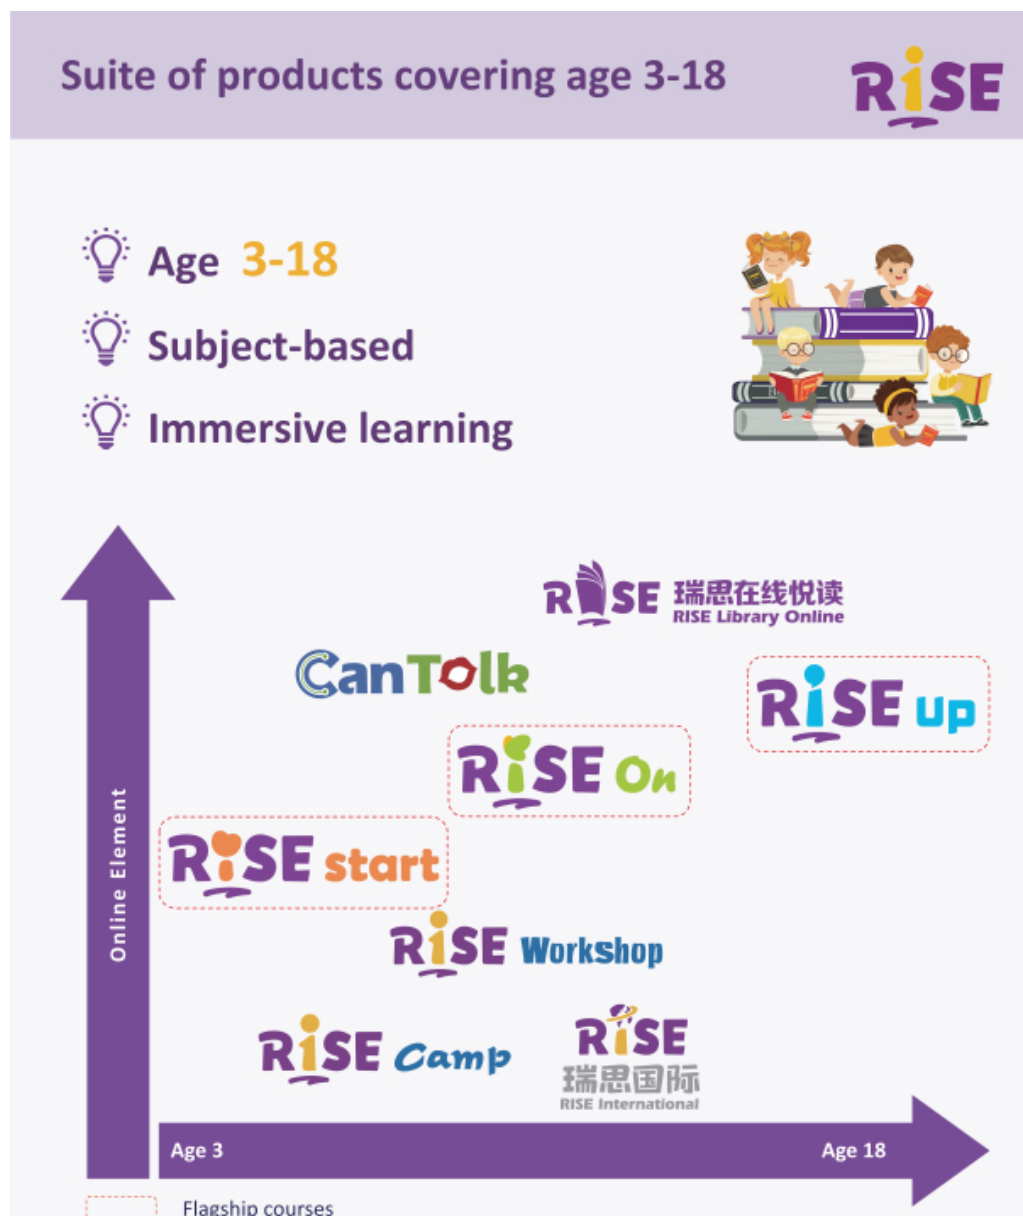 Suite of products covering age 3-18
RiSE
Age 3-18
Subject-based
Immersive learning
RISE 瑞思在线悦读
RISE Library Online
CanTalk
RiSE Up
RiSE On
RiSE start
RiSE Workshop
RiSE Camp
RiSE
瑞思国际
RISE International
Online Element
Age 3
Age 18
Flagship courses